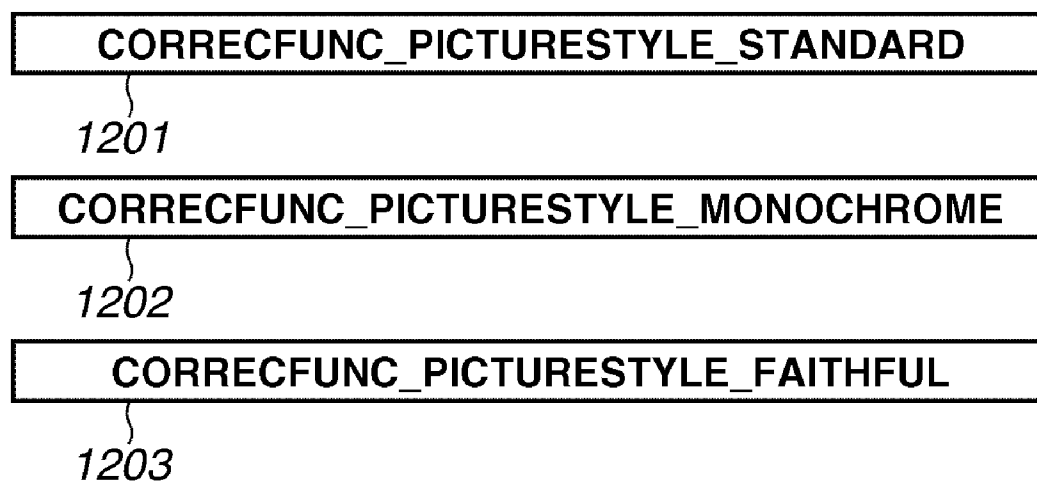 CORRECFUNC_PICTURESTYLE_STANDARD
1201
CORRECFUNC_PICTURESTYLE_MONOCHROME
1202
CORRECFUNC_PICTURESTYLE_FAITHFUL
1203